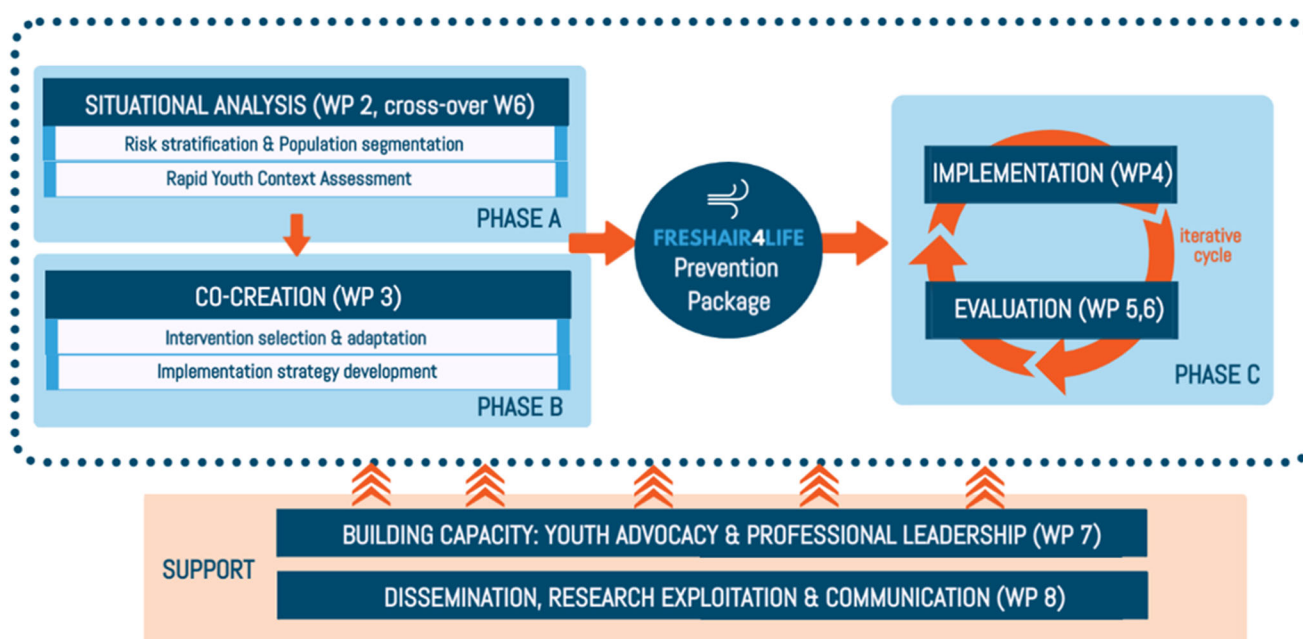 SITUATIONAL ANALYSIS (WP 2, cross-over W6)
Risk stratification & Population segmentation
Rapid Youth Context Assessment
PHASE A
CO-CREATION (WP 3)
Intervention selection & adaptation
Implementation strategy development
PHASE B
FRESHAIR4LIFE
Prevention
Package
IMPLEMENTATION (WP4)
iterative
cycle
EVALUATION (WP 5,6)
PHASE C
SUPPORT
BUILDING CAPACITY: YOUTH ADVOCACY & PROFESSIONAL LEADERSHIP (WP 7)
DISSEMINATION, RESEARCH EXPLOITATION & COMMUNICATION (WP 8)